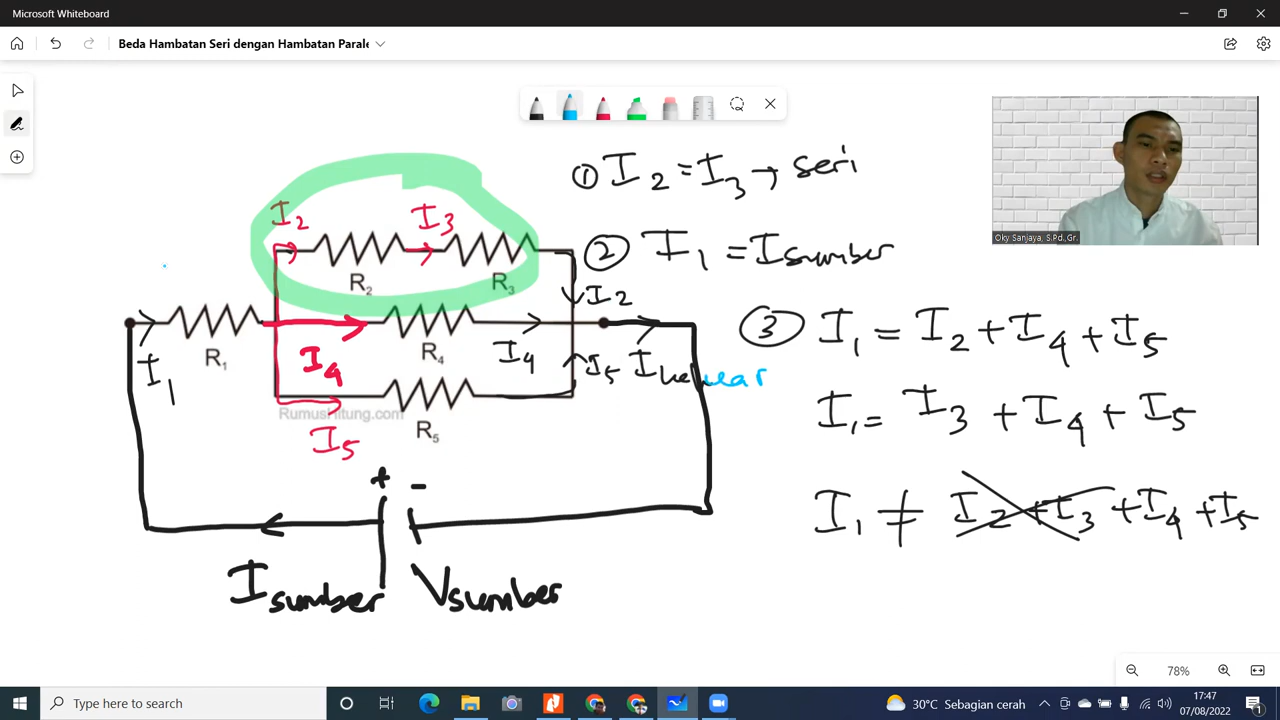 Microsoft Whiteboard
Beda Hambatan Seri dengan Hambatan Parale
① I2 = I3 → seri
② I1 = Isumber
③ I1 = I2 + I4 + I5
I1 = I3 + I4 + I5
I1 ≠ I2 + I3 + I4 + I5
I2
I3
R2
R3
I2
I1
R1
I4
R4
I4
I5
Ikeluar
RumusHitung.com
I5
R5
+ -
Isumber
Vsumber
Oky Sanjaya, S.Pd, Gr.
78%
Type here to search
30°C Sebagian cerah
17:47
07/08/2022